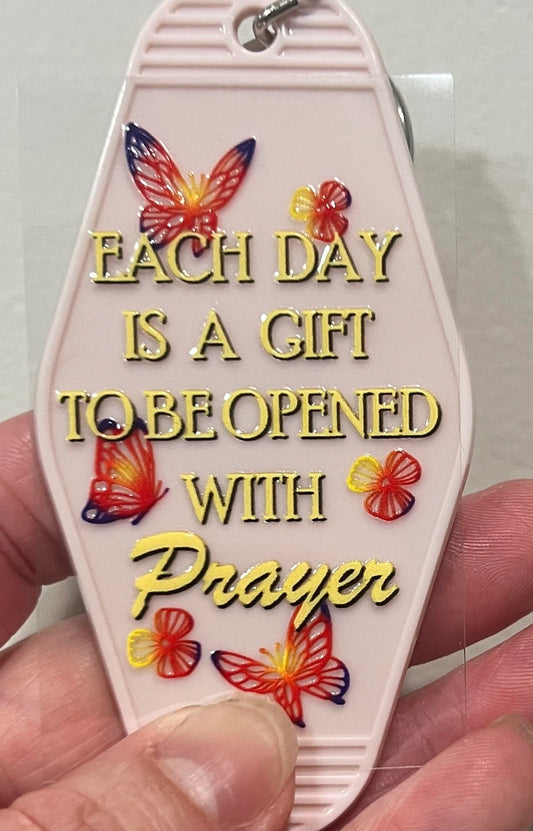 EACH DAY
IS A GIFT
TO BE OPENED
WITH
Prayer